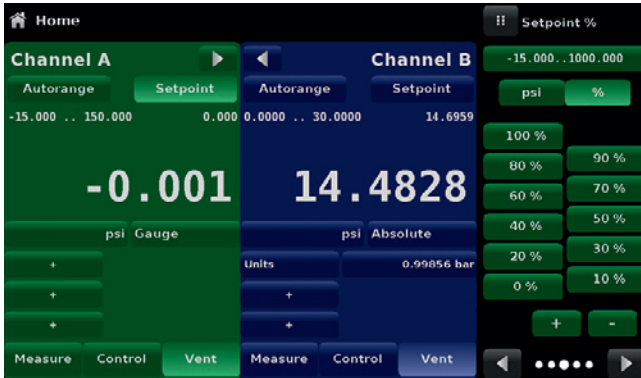 Home
Channel A
Autorange Setpoint
-15.000 .. 150.000 0.000
-0.001
psi Gauge
+
+
+
Measure Control Vent
Channel B
Autorange Setpoint
0.0000 .. 30.0000 14.6959
14.4828
psi Absolute
Units 0.99856 bar
+
+
Measure Control Vent
Setpoint %
-15.000..1000.000
psi %
100 %
90 %
80 %
70 %
60 %
50 %
40 %
30 %
20 %
10 %
0 %
+ -